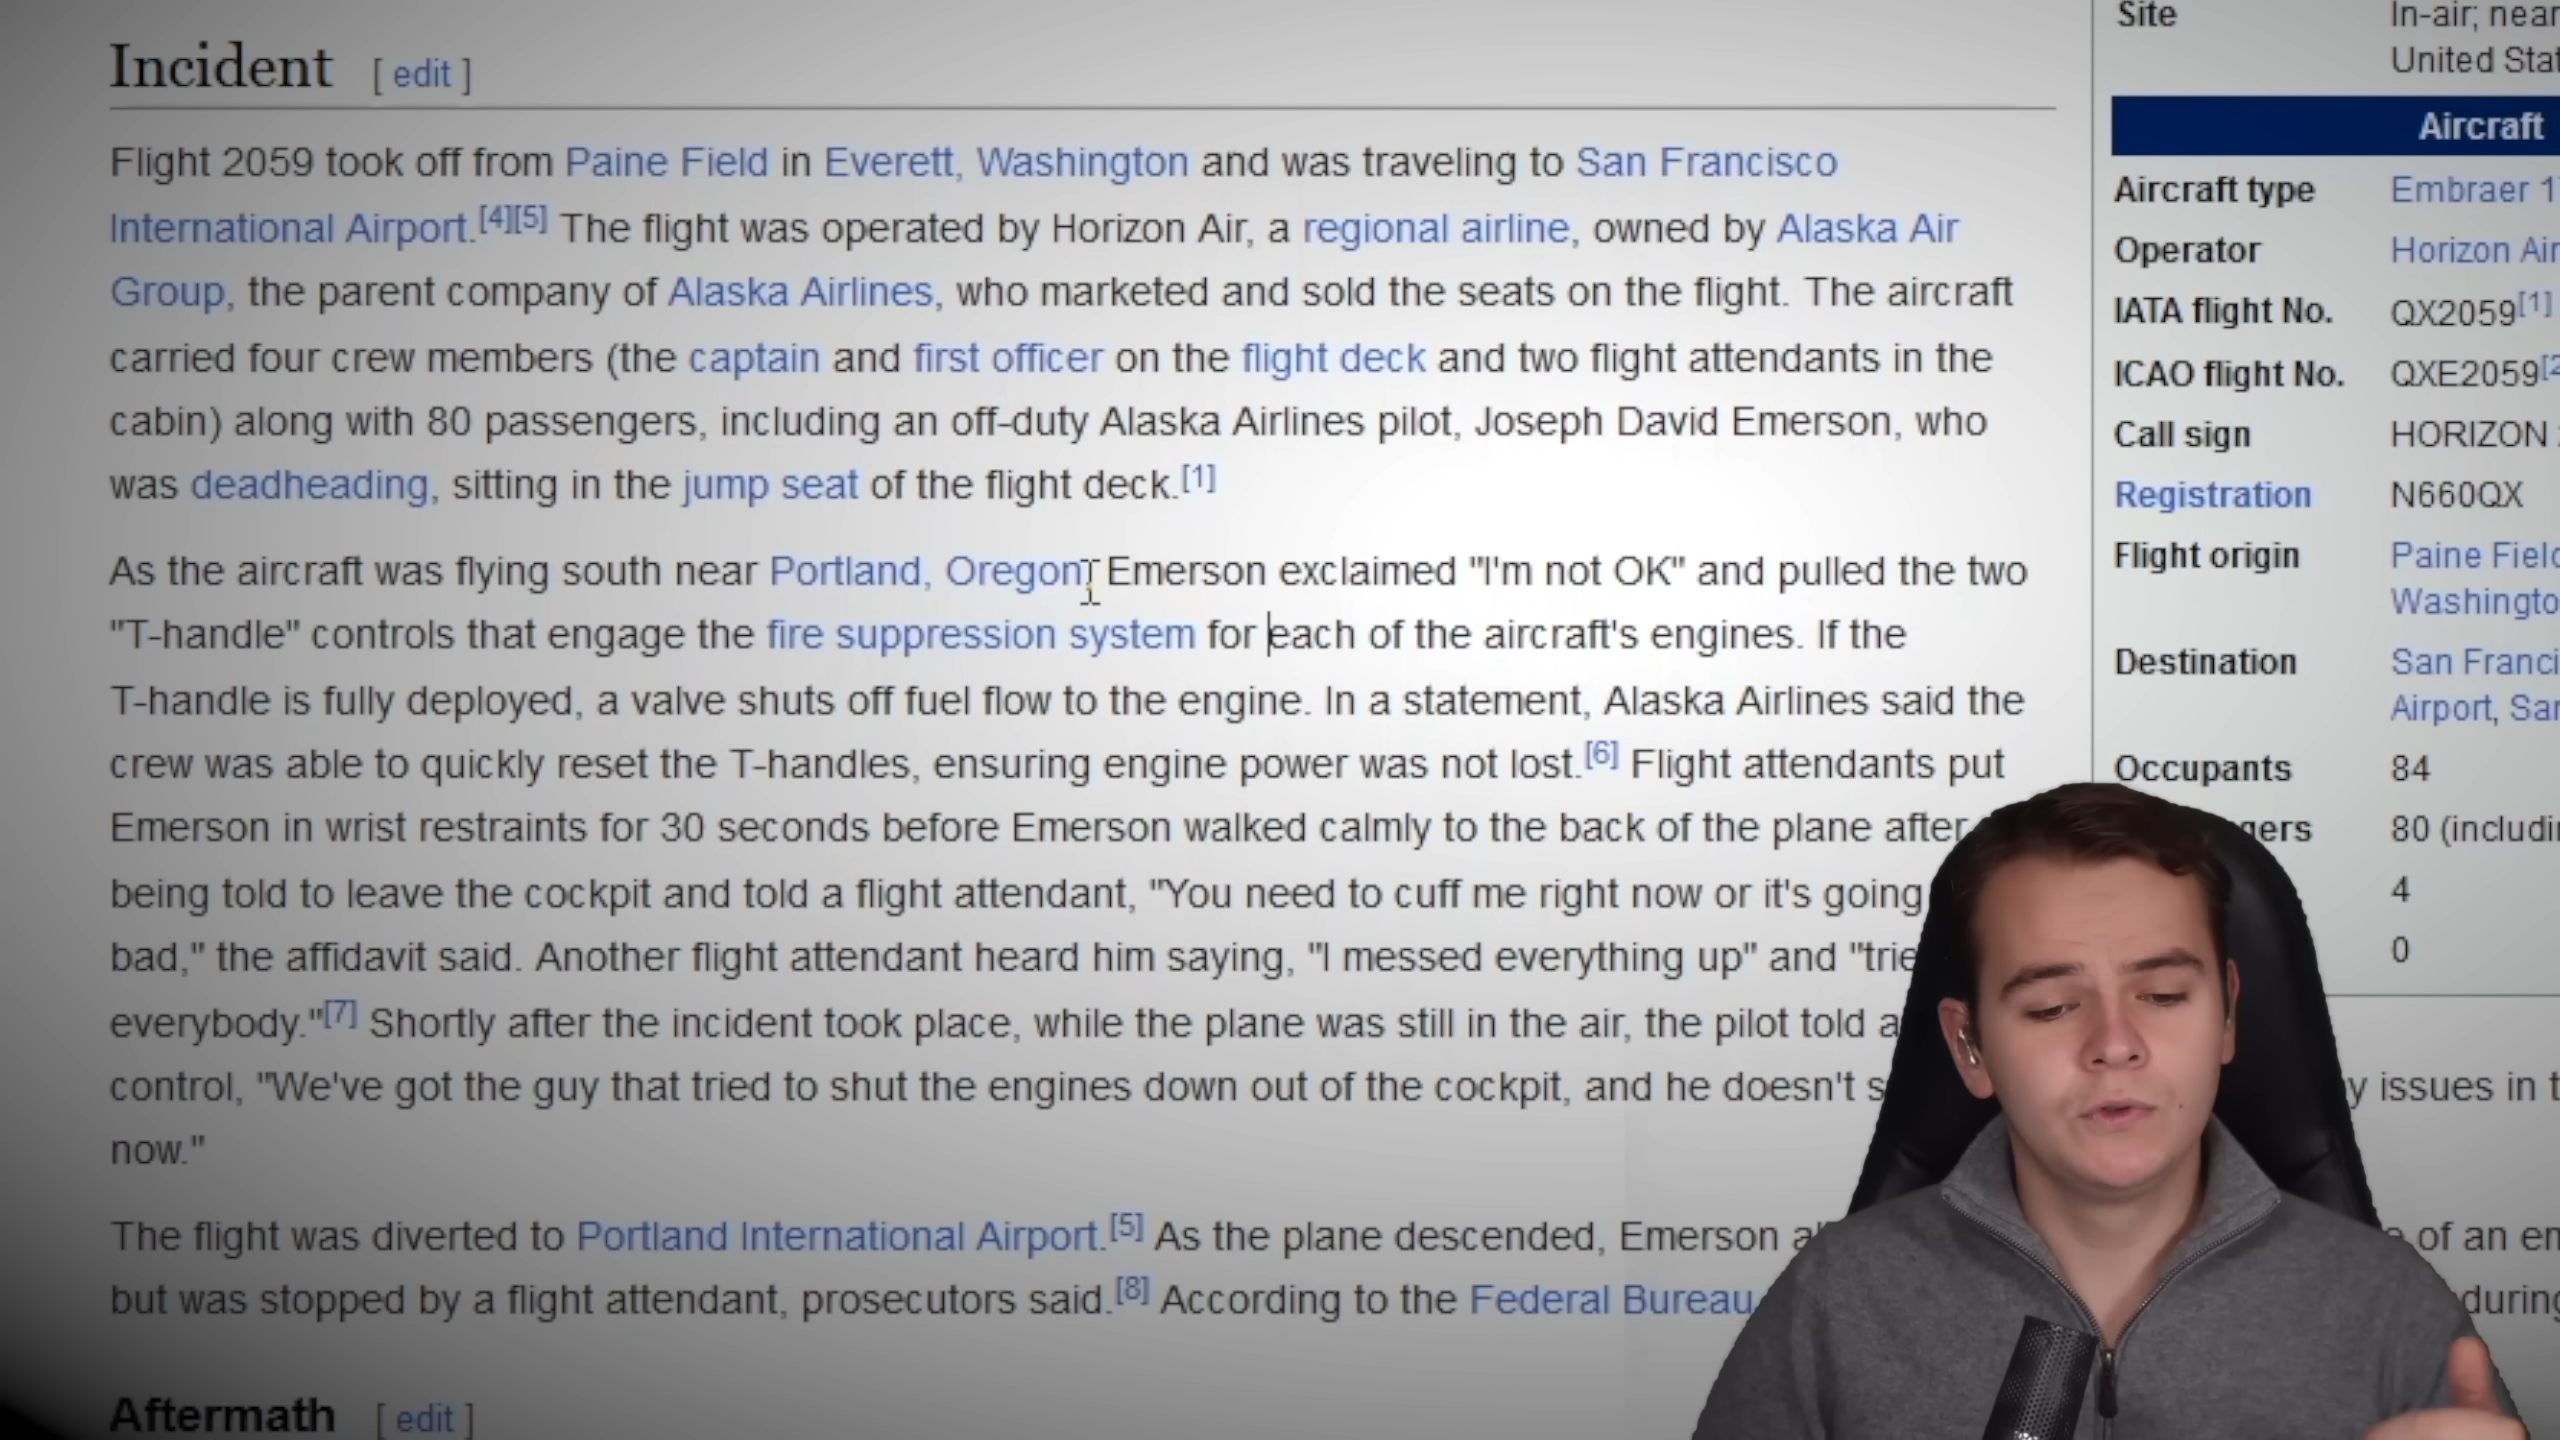 Incident [ edit ]
Flight 2059 took off from Paine Field in Everett, Washington and was traveling to San Francisco
International Airport.[4][5] The flight was operated by Horizon Air, a regional airline, owned by Alaska Air
Group, the parent company of Alaska Airlines, who marketed and sold the seats on the flight. The aircraft
carried four crew members (the captain and first officer on the flight deck and two flight attendants in the
cabin) along with 80 passengers, including an off-duty Alaska Airlines pilot, Joseph David Emerson, who
was deadheading, sitting in the jump seat of the flight deck.[1]
As the aircraft was flying south near Portland, Oregon, Emerson exclaimed "I'm not OK" and pulled the two
"T-handle" controls that engage the fire suppression system for each of the aircraft's engines. If the
T-handle is fully deployed, a valve shuts off fuel flow to the engine. In a statement, Alaska Airlines said the
crew was able to quickly reset the T-handles, ensuring engine power was not lost.[6] Flight attendants put
Emerson in wrist restraints for 30 seconds before Emerson walked calmly to the back of the plane after
being told to leave the cockpit and told a flight attendant, "You need to cuff me right now or it's going
bad," the affidavit said. Another flight attendant heard him saying, "I messed everything up" and "trie
everybody."[7] Shortly after the incident took place, while the plane was still in the air, the pilot told a
control, "We've got the guy that tried to shut the engines down out of the cockpit, and he doesn't s y issues in t
now."
The flight was diverted to Portland International Airport.[5] As the plane descended, Emerson a of an en
but was stopped by a flight attendant, prosecutors said.[8] According to the Federal Bureau during
Aftermath [ edit ]
Site In-air; near
United Stat
Aircraft
Aircraft type Embraer 1
Operator Horizon Air
IATA flight No. QX2059[1]
ICAO flight No. QXE2059[2
Call sign HORIZON
Registration N660QX
Flight origin Paine Field
Washingto
Destination San Franci
Airport, San
Occupants 84
gers 80 (includi
4
0